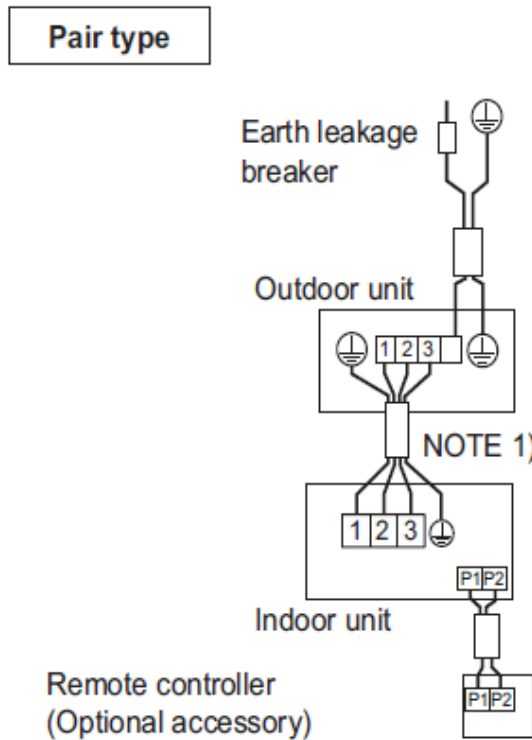 Pair type
Earth leakage
breaker
Outdoor unit
1 2 3
NOTE 1)
1 2 3
P1 P2
Indoor unit
Remote controller
(Optional accessory)
P1 P2